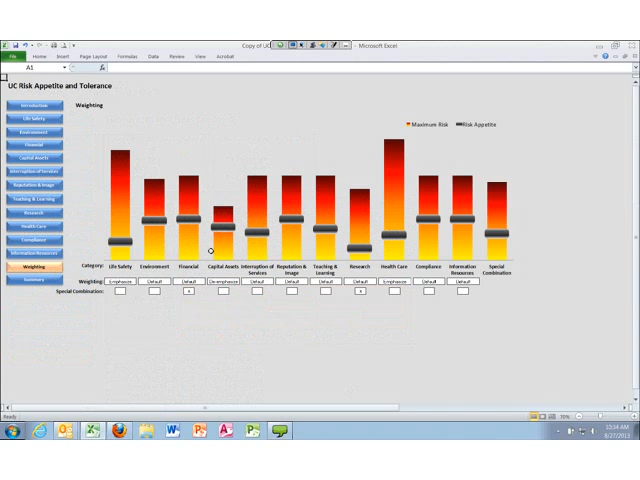 Copy of UC
Microsoft Excel
File Home Insert Page Layout Formulas Data Review View Acrobat
A1
fx
UC Risk Appetite and Tolerance
Weighting
Introduction
Life Safety
Environment
Financial
Capital Assets
Interruption of Services
Reputation & Image
Teaching & Learning
Research
Health Care
Compliance
Information Resources
Weighting
Summary
Maximum Risk Risk Appetite
Category: Life Safety Environment Financial Capital Assets Interruption of Services Reputation & Image Teaching & Learning Research Health Care Compliance Information Resources Special Combination
Weighting: Emphasize Default Default De-emphasize Default Default Default Default Emphasize Default Default
Special Combination: x x
Ready
70%
10:34 AM
8/27/2013